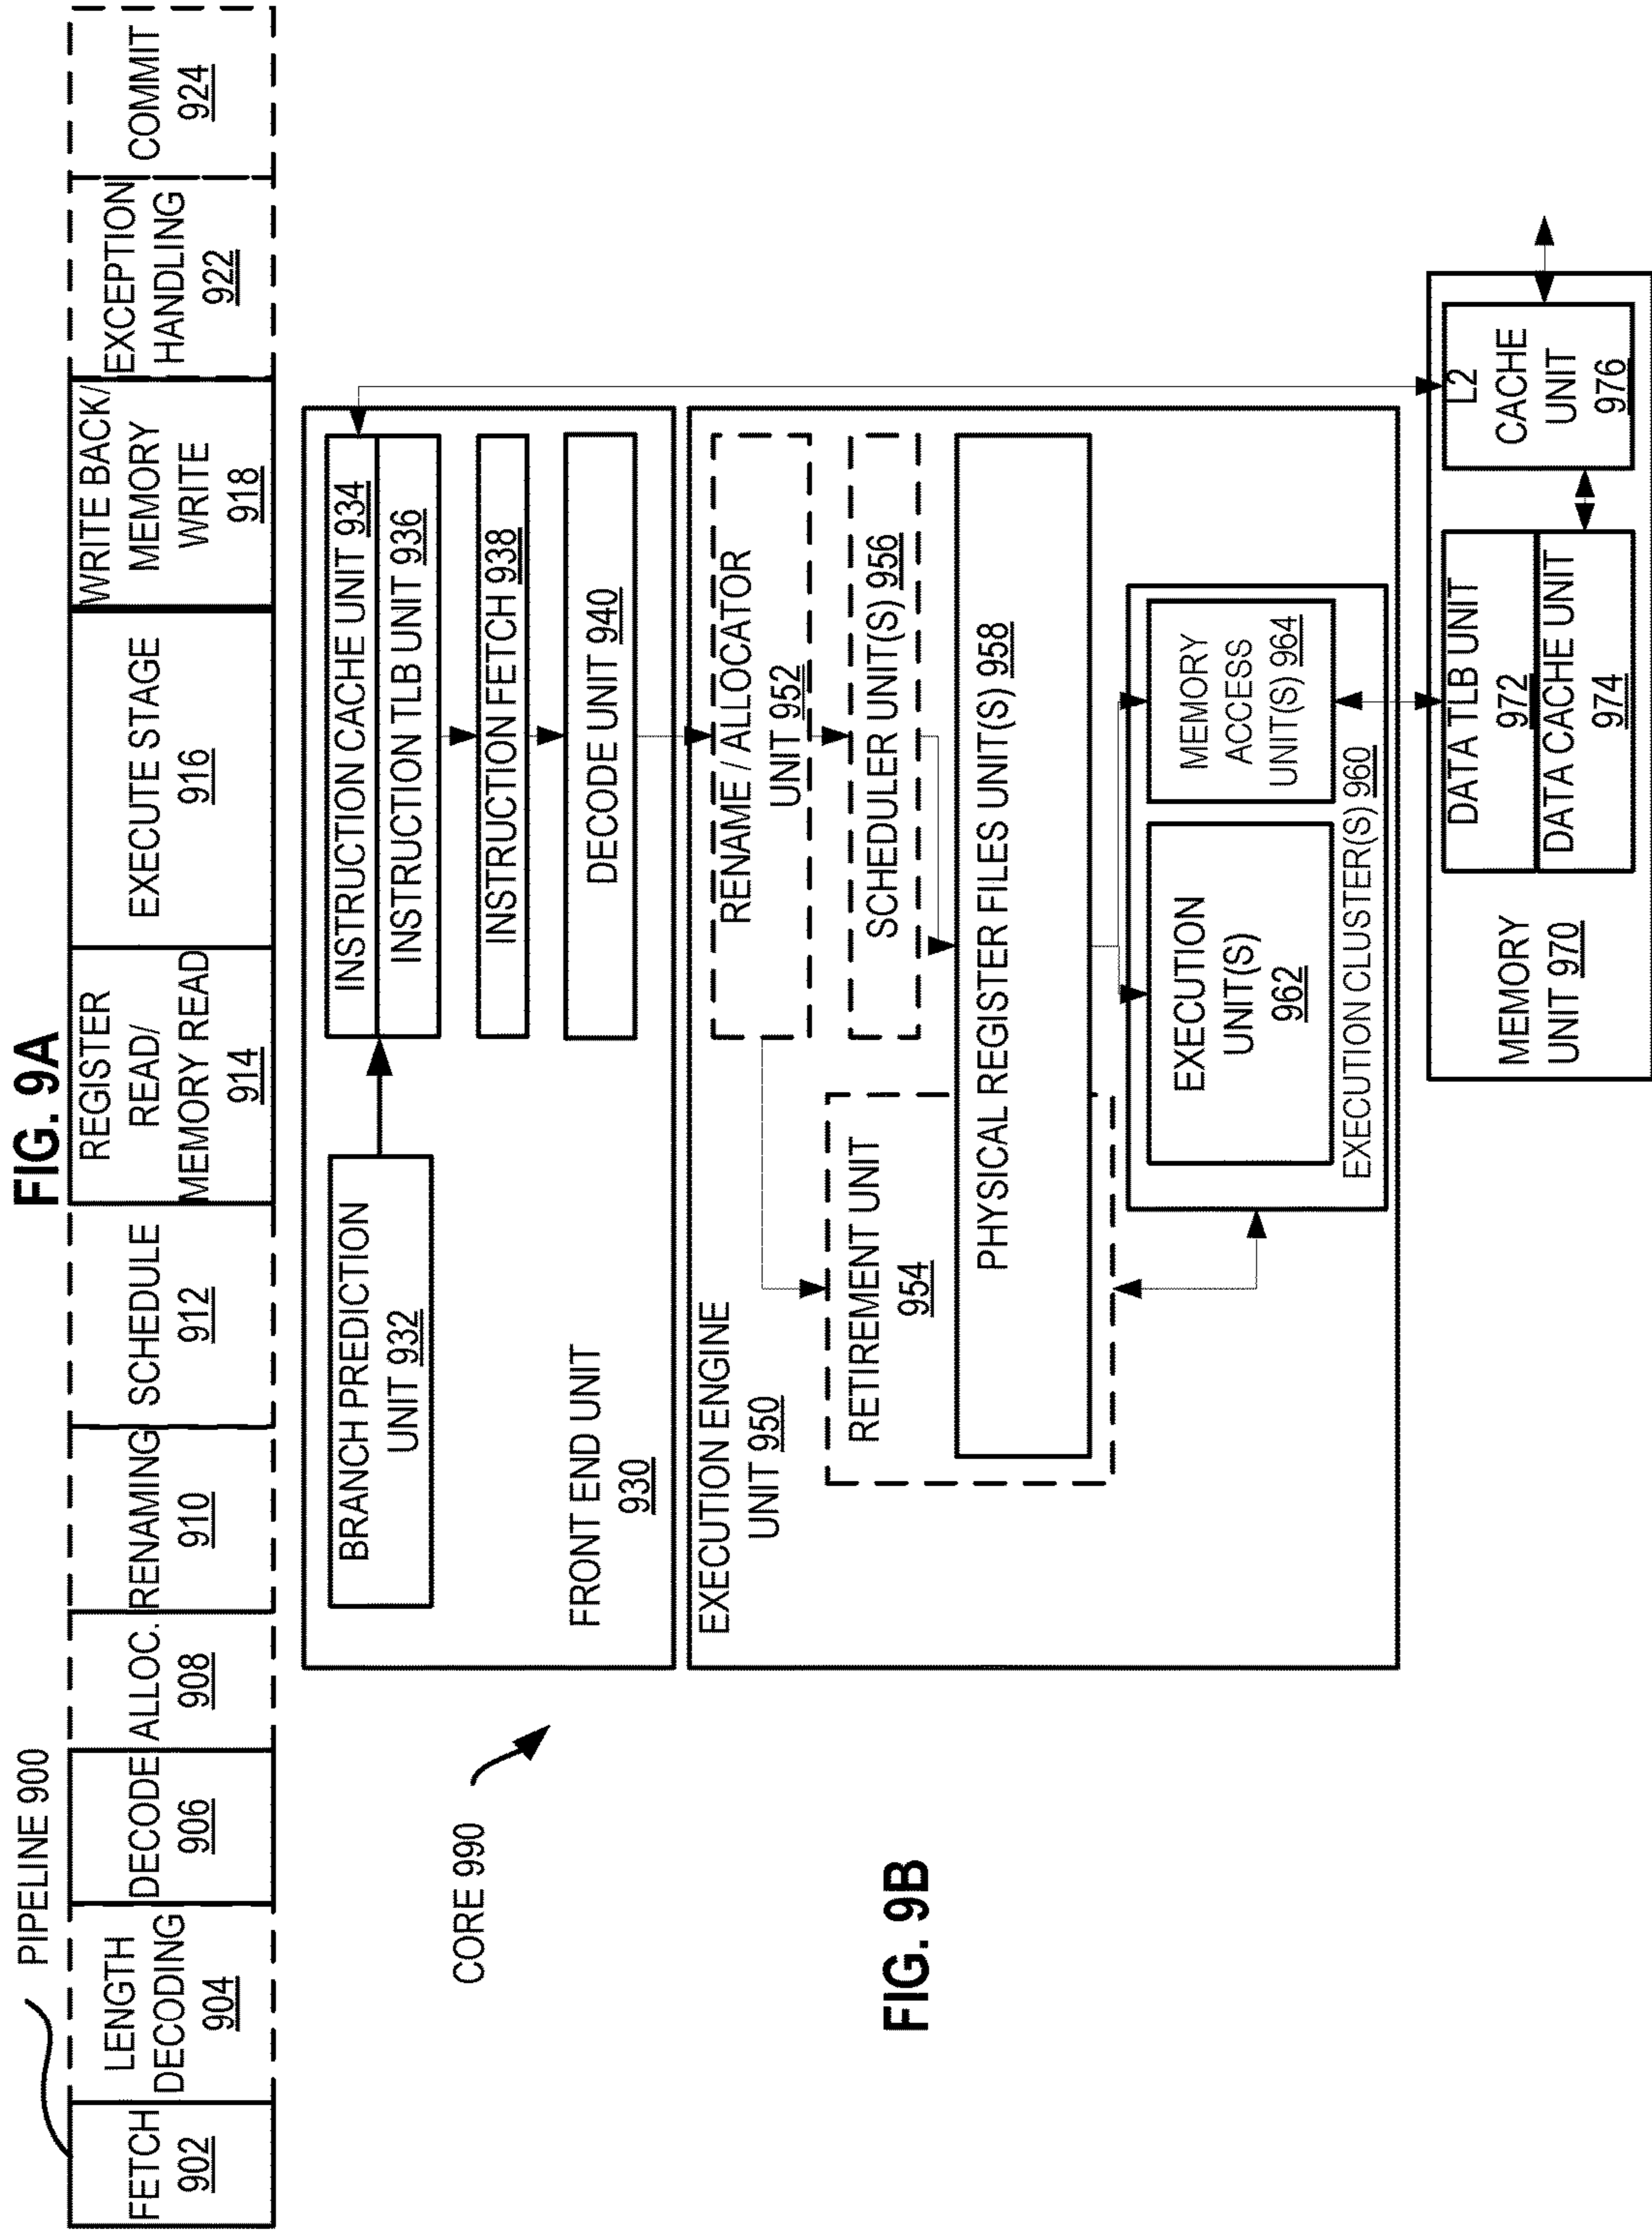 FIG. 9A
PIPELINE 900
FETCH
902
LENGTH
DECODING
904
DECODE
906
ALLOC.
908
RENAMING
910
SCHEDULE
912
REGISTER
READ/
MEMORY READ
914
EXECUTE STAGE
916
WRITE BACK/
MEMORY
WRITE
918
EXCEPTION
HANDLING
922
COMMIT
924
CORE 990
FIG. 9B
BRANCH PREDICTION
UNIT 932
INSTRUCTION CACHE UNIT 934
INSTRUCTION TLB UNIT 936
INSTRUCTION FETCH 938
DECODE UNIT 940
FRONT END UNIT
930
EXECUTION ENGINE
UNIT 950
RENAME / ALLOCATOR
UNIT 952
SCHEDULER UNIT(S) 956
RETIREMENT UNIT
954
PHYSICAL REGISTER FILES UNIT(S) 958
EXECUTION
UNIT(S)
962
MEMORY
ACCESS
UNIT(S) 964
EXECUTION CLUSTER(S) 960
MEMORY
UNIT 970
DATA TLB UNIT
972
DATA CACHE UNIT
974
L2
CACHE
UNIT
976